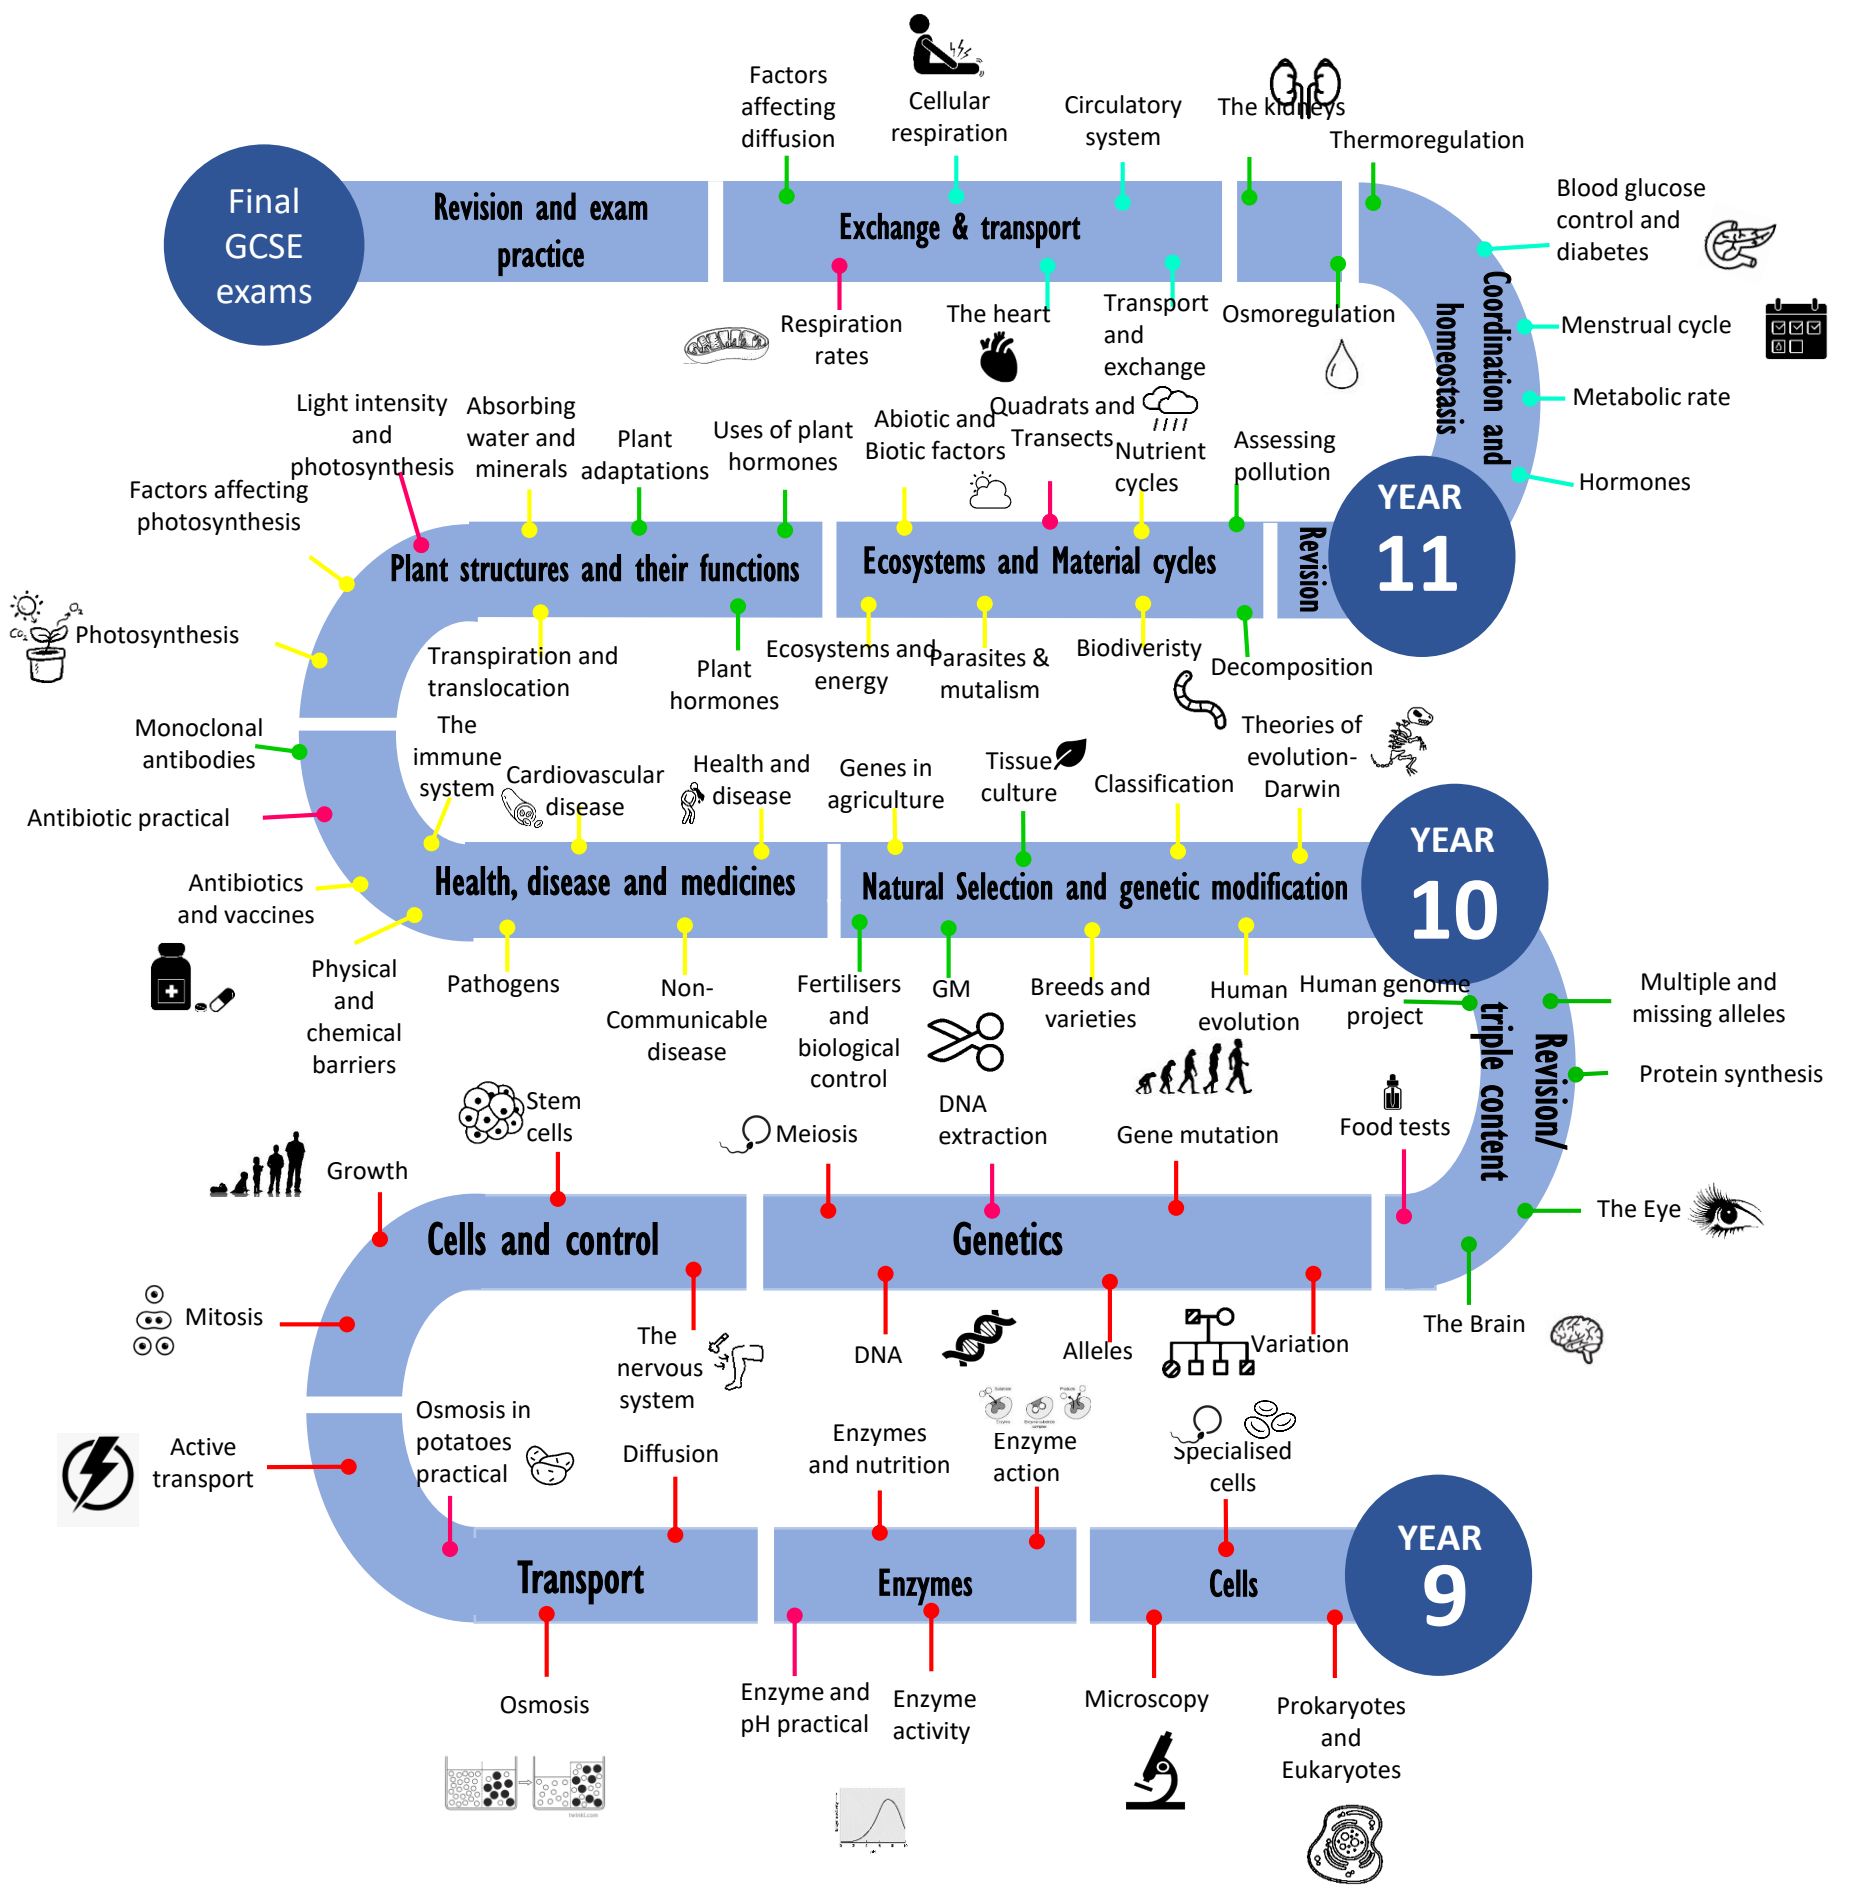 Factors
affecting
diffusion
Cellular
respiration
Circulatory
system
The kidneys
Thermoregulation
Final
GCSE
exams
Revision and exam
practice
Exchange & transport
Blood glucose
control and
diabetes
Respiration
rates
The heart
Transport
and
exchange
Osmoregulation
Coordination and
homeostasis
Menstrual cycle
Metabolic rate
Hormones
Light intensity
and
photosynthesis
Absorbing
water and
minerals
Plant
adaptations
Uses of plant
hormones
Abiotic and
Biotic factors
Quadrats and
Transects
Nutrient
cycles
Assessing
pollution
Factors affecting
photosynthesis
YEAR
11
Plant structures and their functions
Ecosystems and Material cycles
Revision
O2
CO2
Photosynthesis
Transpiration and
translocation
Plant
hormones
Ecosystems and
energy
Parasites &
mutalism
Biodiveristy
Decomposition
Monoclonal
antibodies
The
immune
system
Cardiovascular
disease
Health and
disease
Genes in
agriculture
Tissue
culture
Classification
Theories of
evolution-
Darwin
Antibiotic practical
YEAR
10
Health, disease and medicines
Natural Selection and genetic modification
Antibiotics
and vaccines
Physical
and
chemical
barriers
Pathogens
Non-
Communicable
disease
Fertilisers
and
biological
control
GM
Breeds and
varieties
Human
evolution
Human genome
project
Multiple and
missing alleles
Revision/
triple content
Protein synthesis
Stem
cells
Meiosis
DNA
extraction
Gene mutation
Food tests
Growth
The Eye
Cells and control
Genetics
Mitosis
The
nervous
system
DNA
Alleles
Variation
The Brain
Active
transport
Osmosis in
potatoes
practical
Diffusion
Enzymes
and nutrition
Enzyme
action
Specialised
cells
YEAR
9
Transport
Enzymes
Cells
Osmosis
Enzyme and
pH practical
Enzyme
activity
Microscopy
Prokaryotes
and
Eukaryotes
twinkl.com